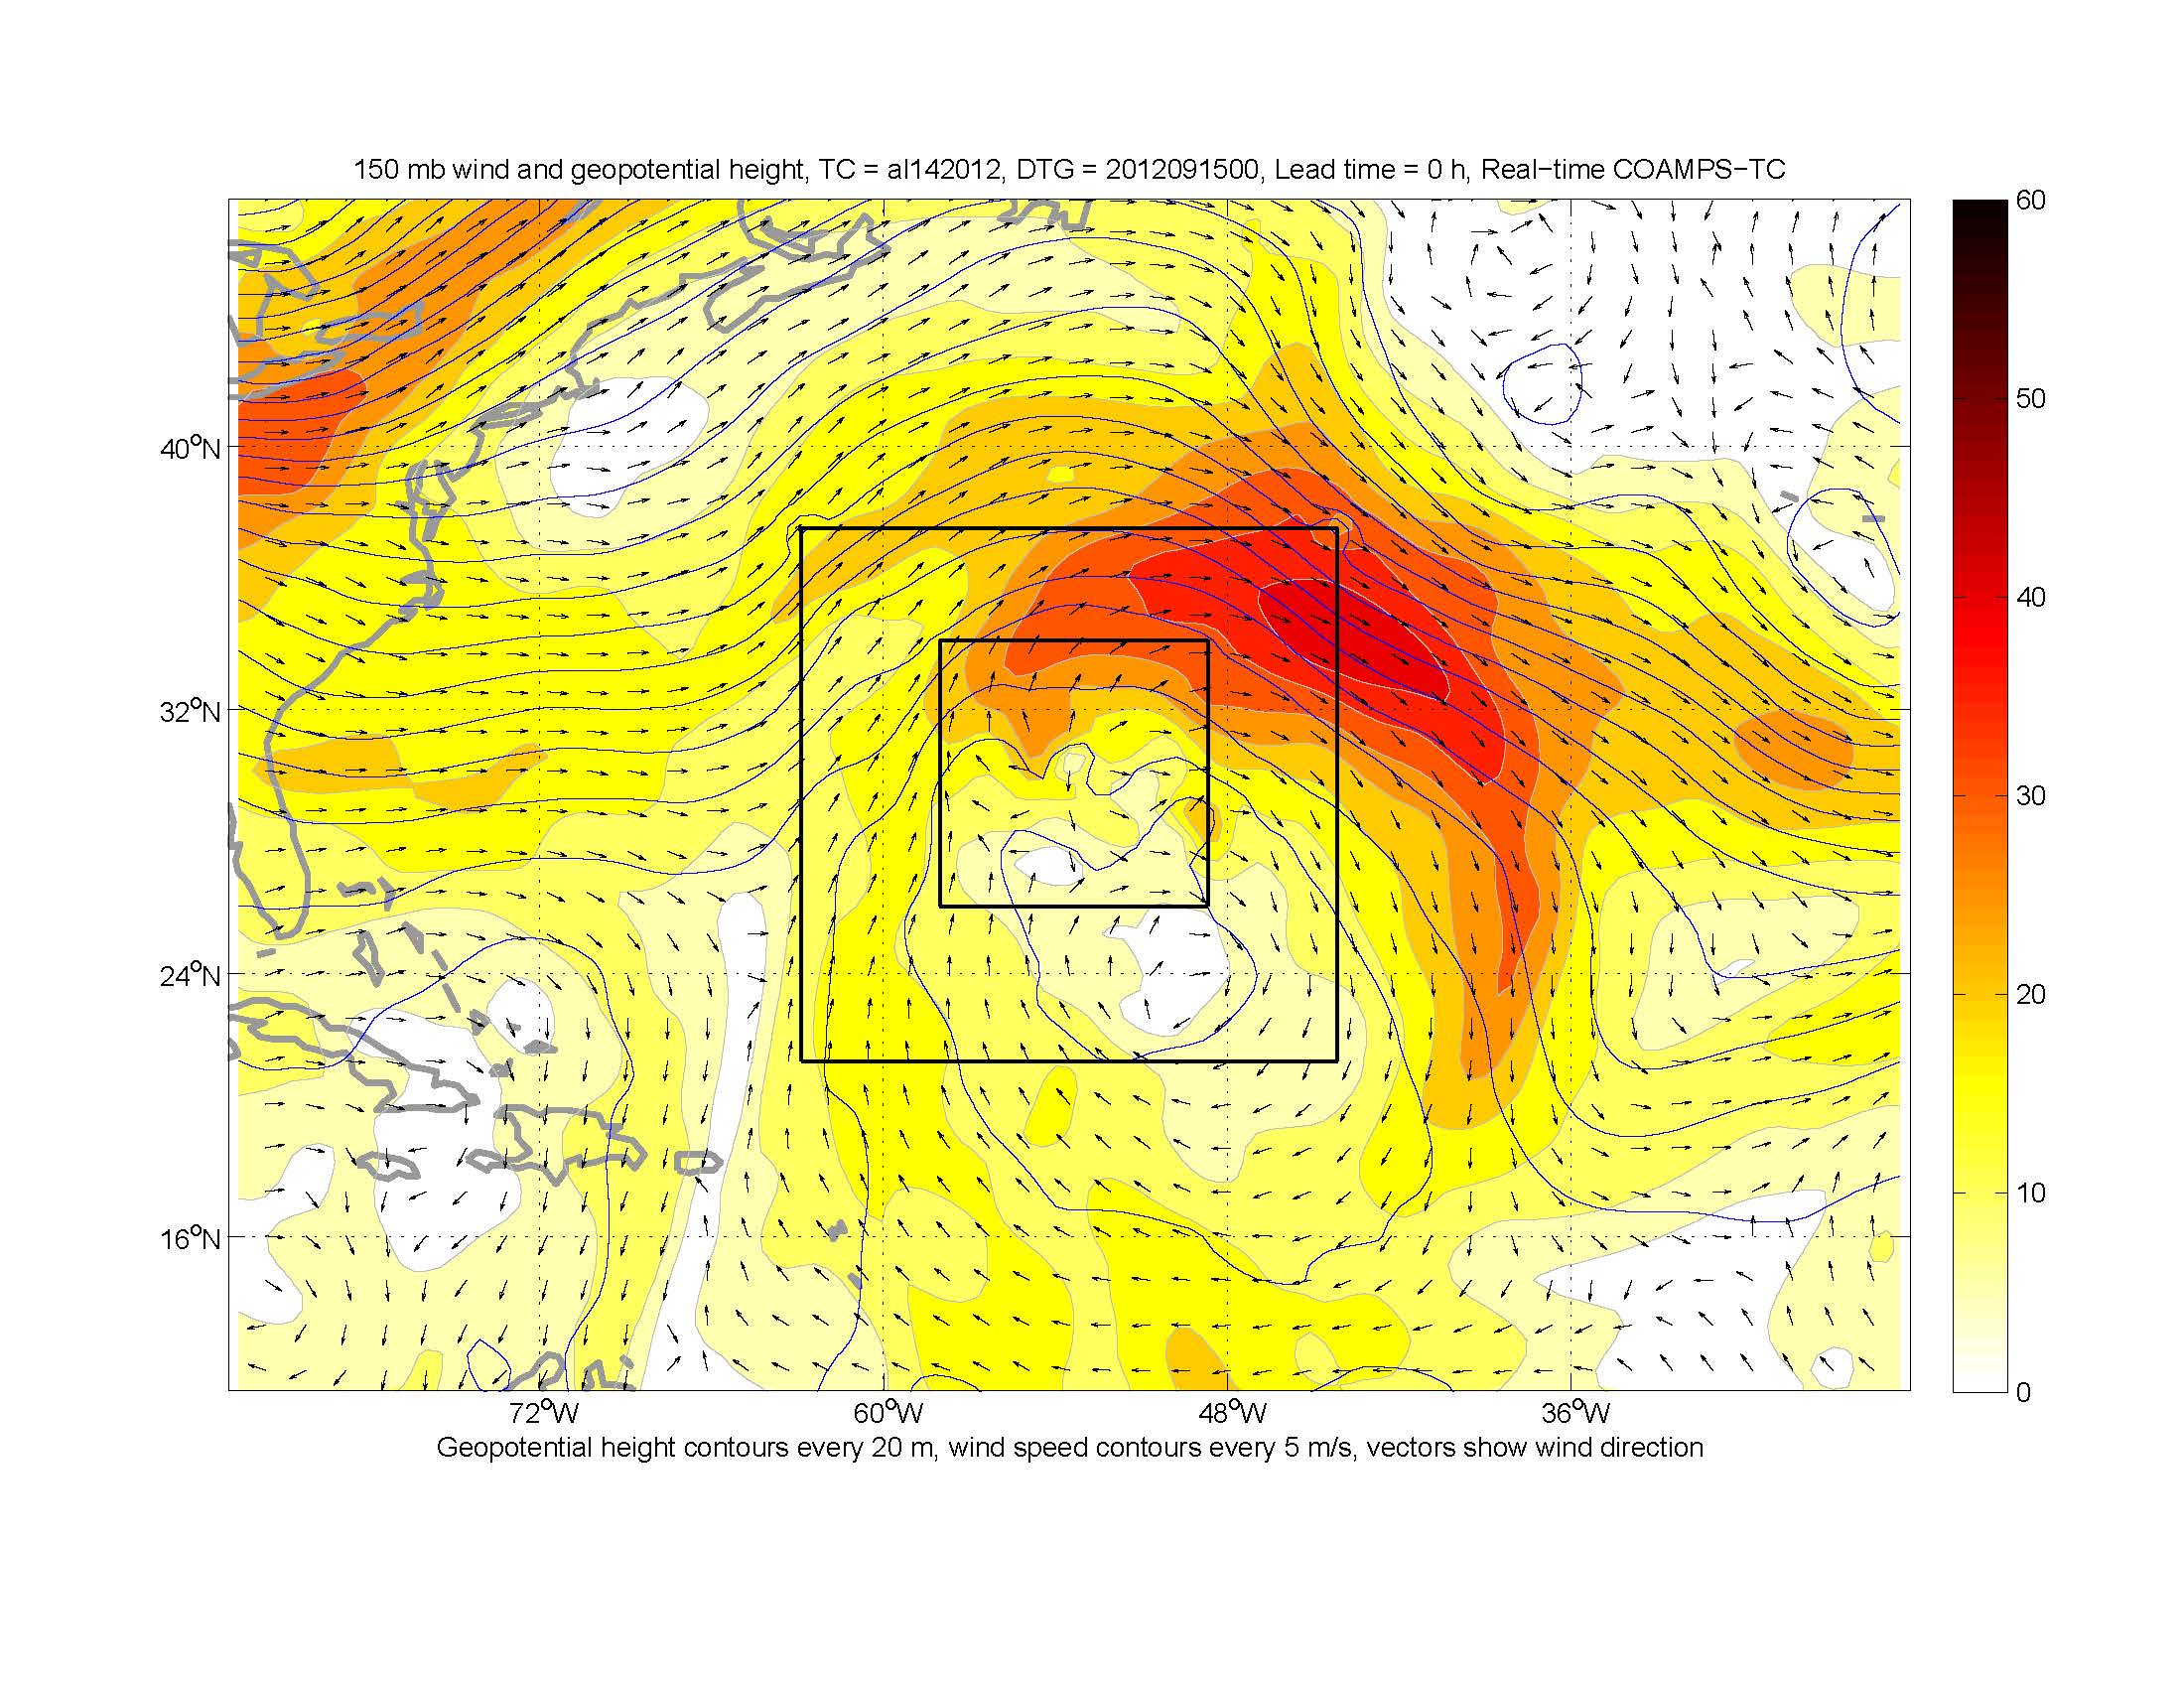 150 mb wind and geopotential height, TC = al142012, DTG = 2012091500, Lead time = 0 h, Real−time COAMPS−TC
60
50
40
30
20
10
0
40°N
32°N
24°N
16°N
72°W 60°W 48°W 36°W
Geopotential height contours every 20 m, wind speed contours every 5 m/s, vectors show wind direction